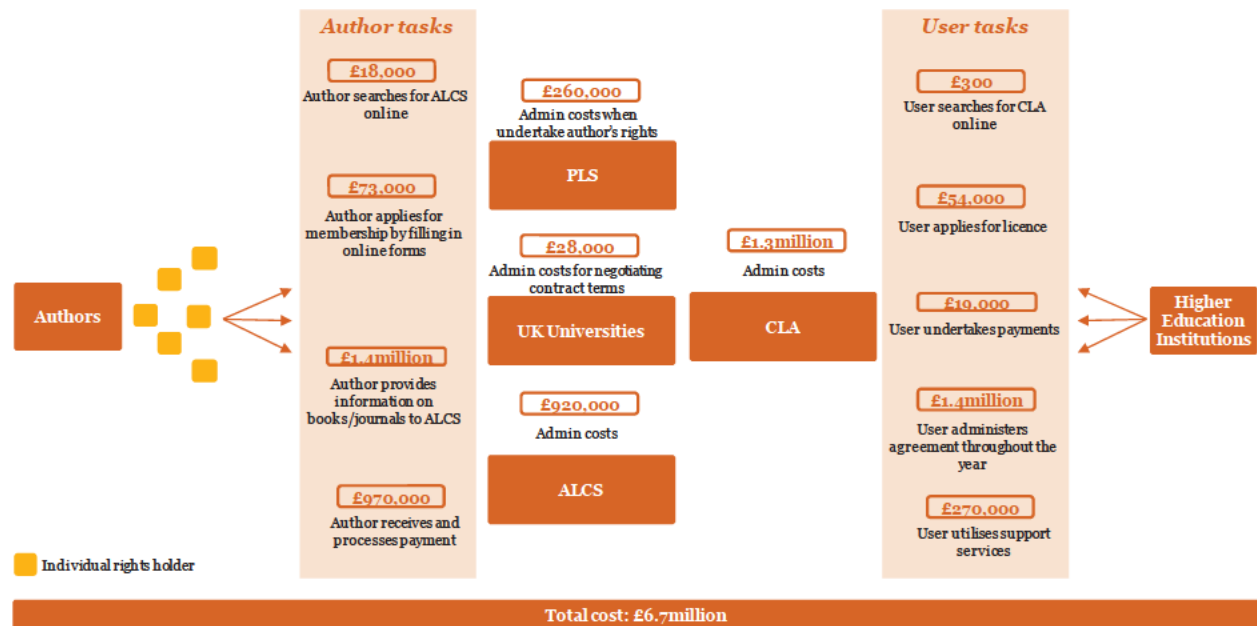 Author tasks
£18,000
Author searches for ALCS
online
£73,000
Author applies for
membership by filling in
online forms
£1.4million
Author provides
information on
books/journals to ALCS
£970,000
Author receives and
processes payment
Authors
Individual rights holder
£260,000
Admin costs when
undertake author's rights
PLS
£28,000
Admin costs for negotiating
contract terms
UK Universities
£920,000
Admin costs
ALCS
£1.3million
Admin costs
CLA
User tasks
£300
User searches for CLA
online
£54,000
User applies for licence
£19,000
User undertakes payments
£1.4million
User administers
agreement throughout the
year
£270,000
User utilises support
services
Higher
Education
Institutions
Total cost: £6.7million